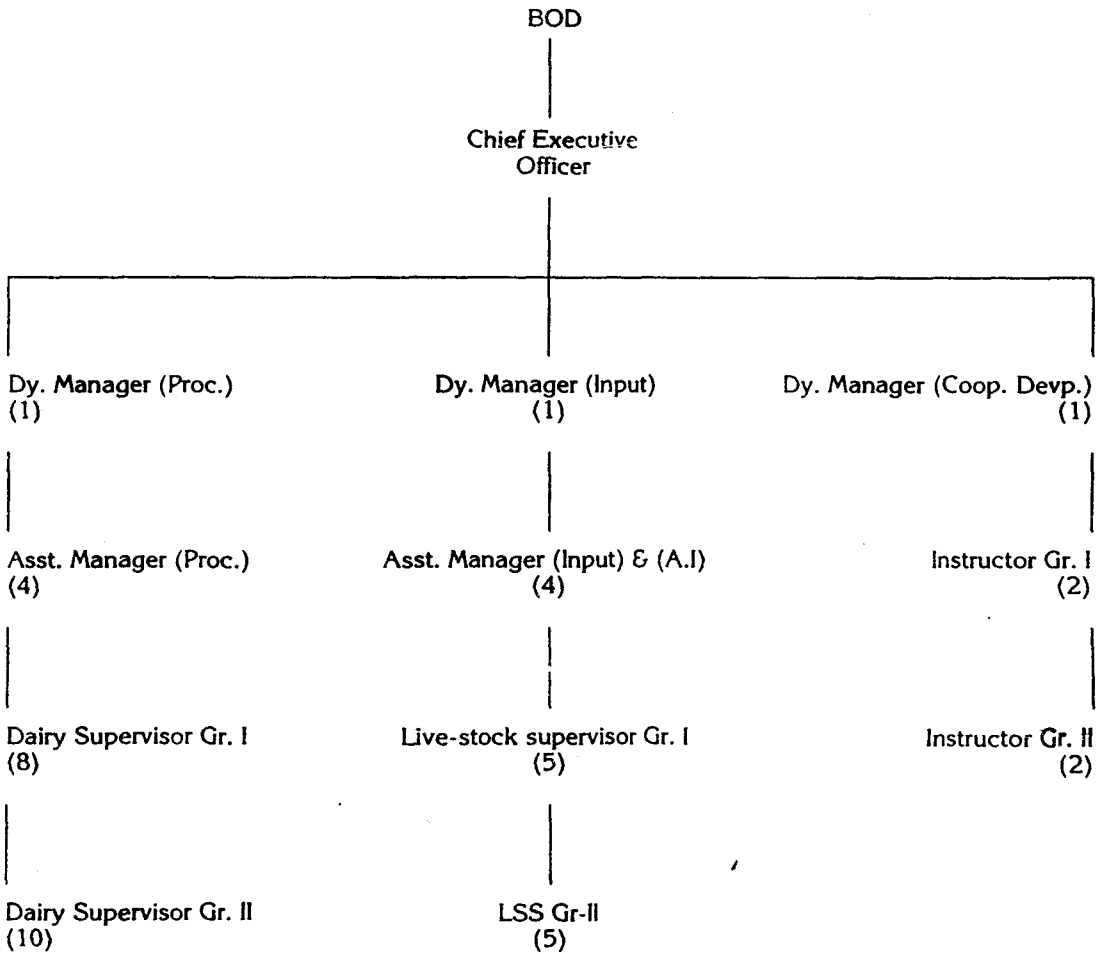 BOD
Chief Executive
Officer
Dy. Manager (Proc.)
(1)
Dy. Manager (Input)
(1)
Dy. Manager (Coop. Devp.)
(1)
Asst. Manager (Proc.)
(4)
Asst. Manager (Input) & (A.I)
(4)
Instructor Gr. I
(2)
Dairy Supervisor Gr. I
(8)
Live-stock supervisor Gr. I
(5)
Instructor Gr. II
(2)
Dairy Supervisor Gr. II
(10)
LSS Gr-II
(5)